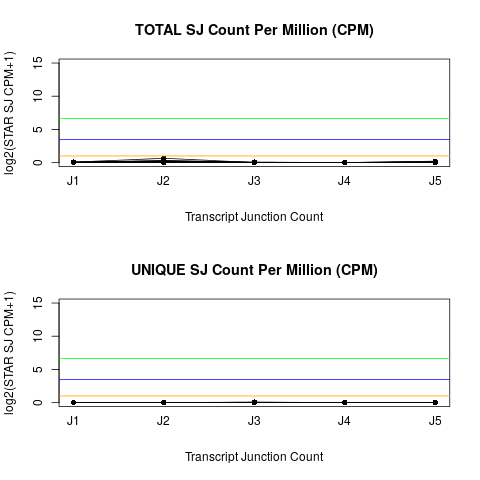 TOTAL SJ Count Per Million (CPM)
log2(STAR SJ CPM+1)
15
10
5
0
J1 J2 J3 J4 J5
Transcript Junction Count
UNIQUE SJ Count Per Million (CPM)
log2(STAR SJ CPM+1)
15
10
5
0
J1 J2 J3 J4 J5
Transcript Junction Count